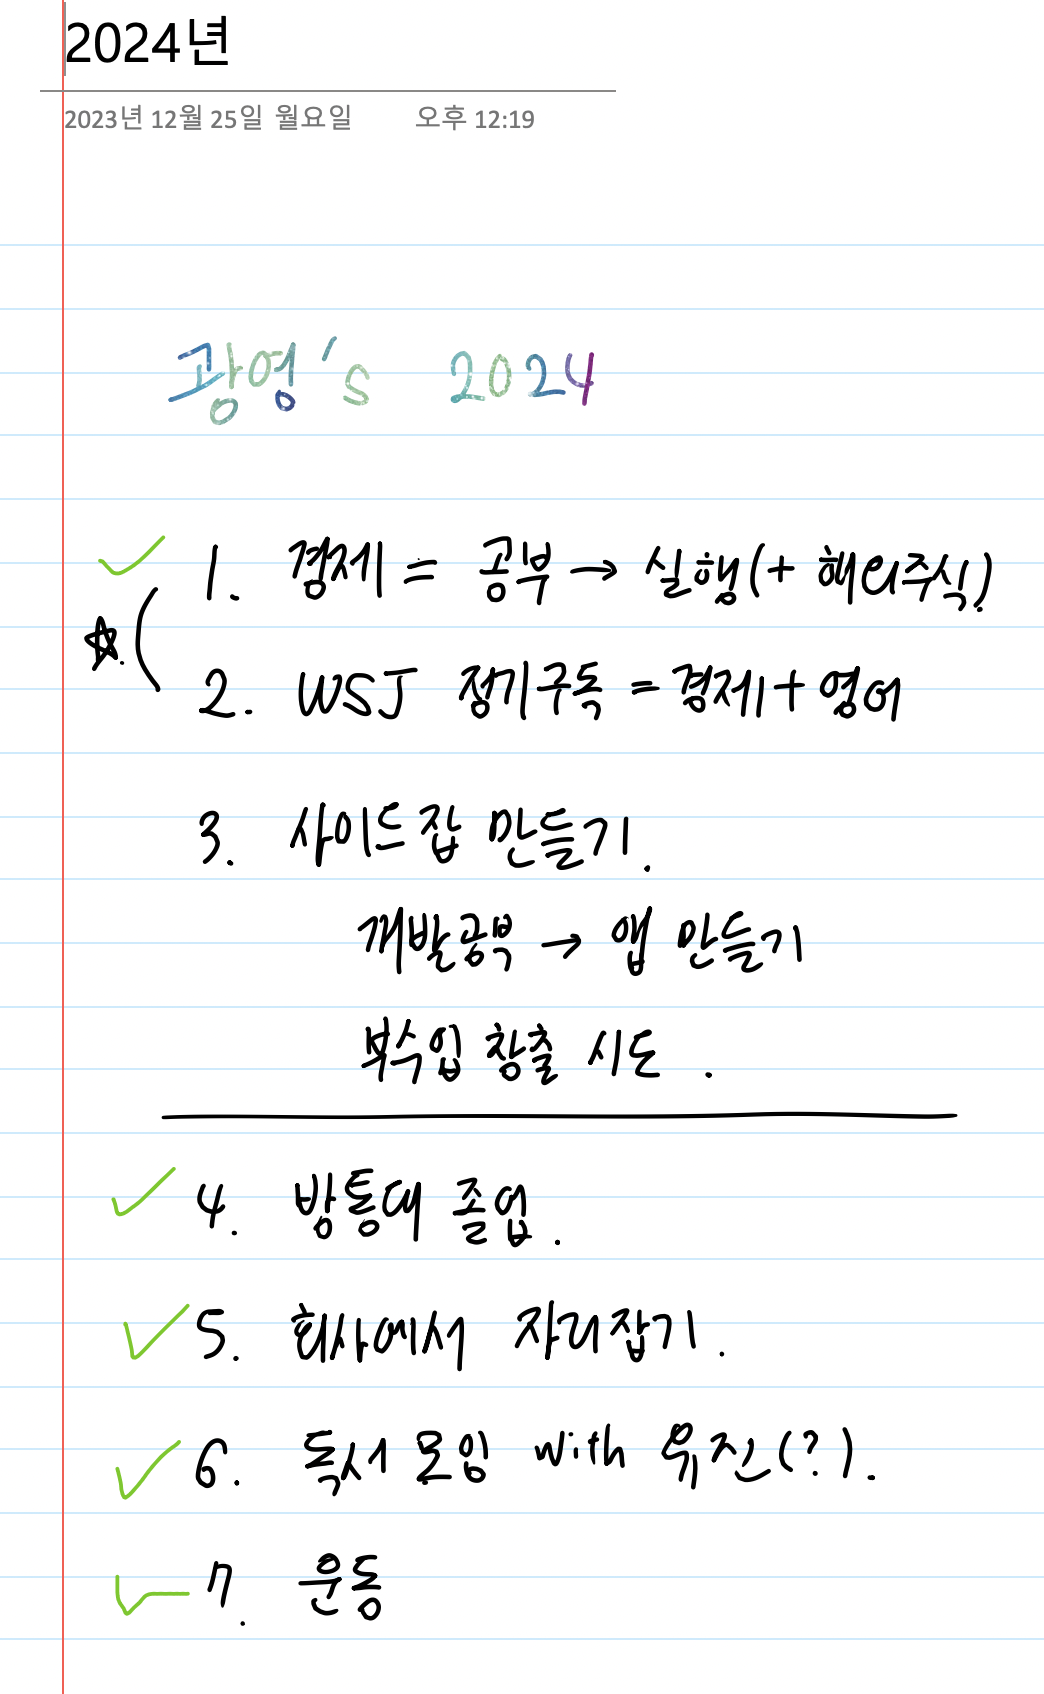 2024년
2023년 12월 25일 월요일 오후 12:19
광영's 2024
1. 경제 = 공부 → 실행(+ 해외주식).
2. WSJ 정기구독 = 경제 + 영어
3. 사이드잡 만들기.
개발공부 → 앱 만들기
부수입 창출 시도.
4. 방통대 졸업.
5. 회사에서 자리잡기.
6. 독서모임 with 유진(?).
7. 운동